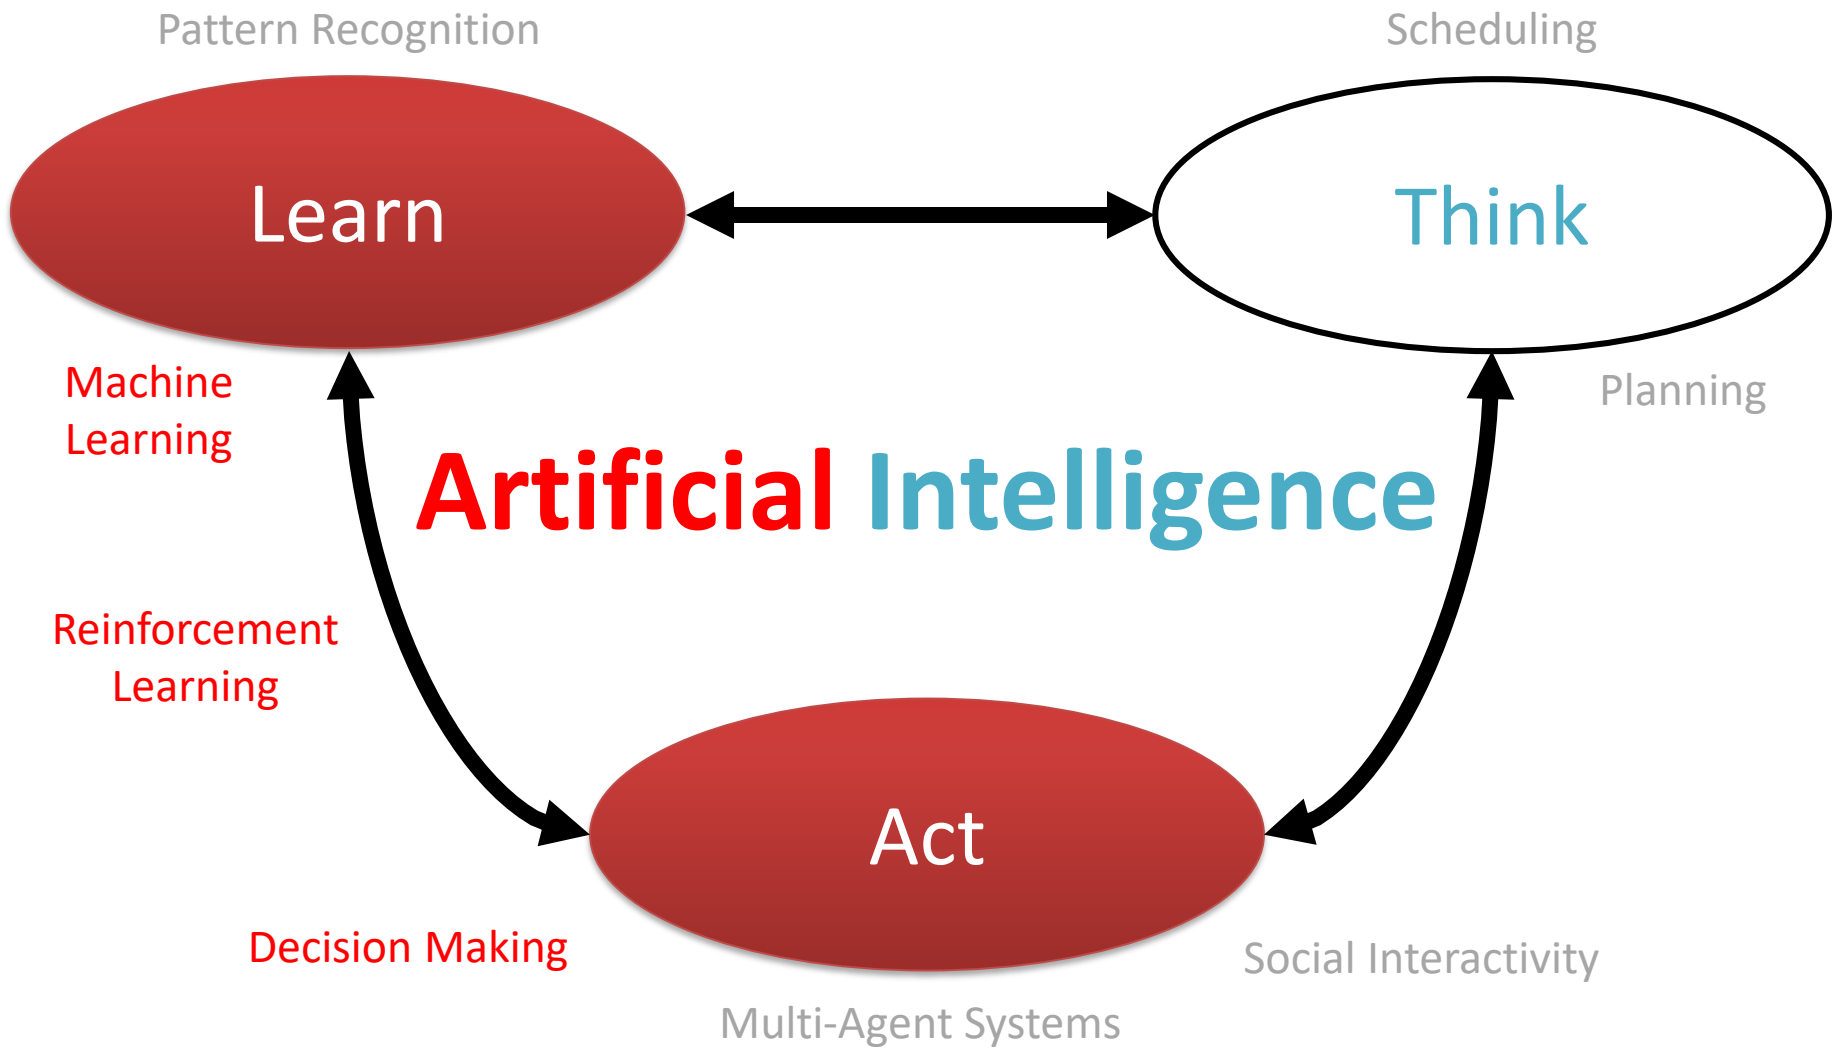 Pattern Recognition
Scheduling
Learn
Think
Machine
Learning
Planning
Artificial Intelligence
Reinforcement
Learning
Act
Decision Making
Social Interactivity
Multi-Agent Systems